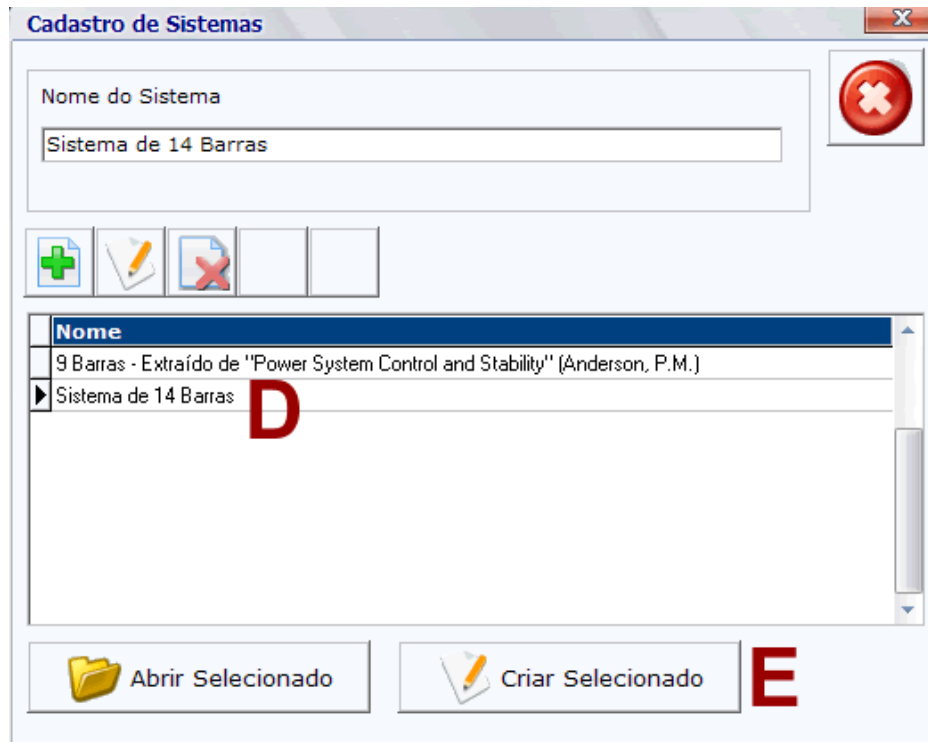 Cadastro de Sistemas
Nome do Sistema
Sistema de 14 Barras
Nome
9 Barras - Extraído de "Power System Control and Stability" (Anderson, P.M.)
Sistema de 14 Barras
D
Abrir Selecionado
Criar Selecionado
E